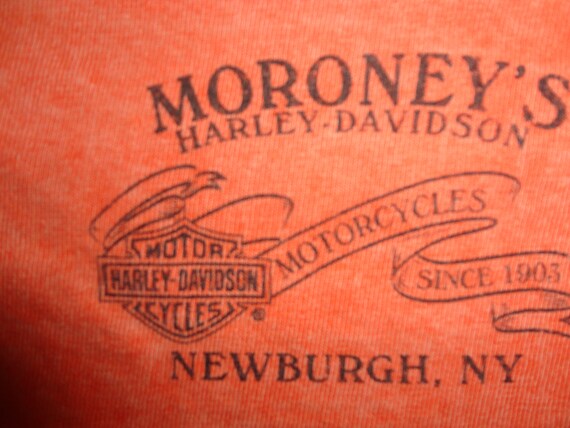 MORONEY'S
HARLEY-DAVIDSON
MOTORCYCLES
SINCE 1903
MOTOR
HARLEY-DAVIDSON
CYCLES
®
NEWBURGH, NY